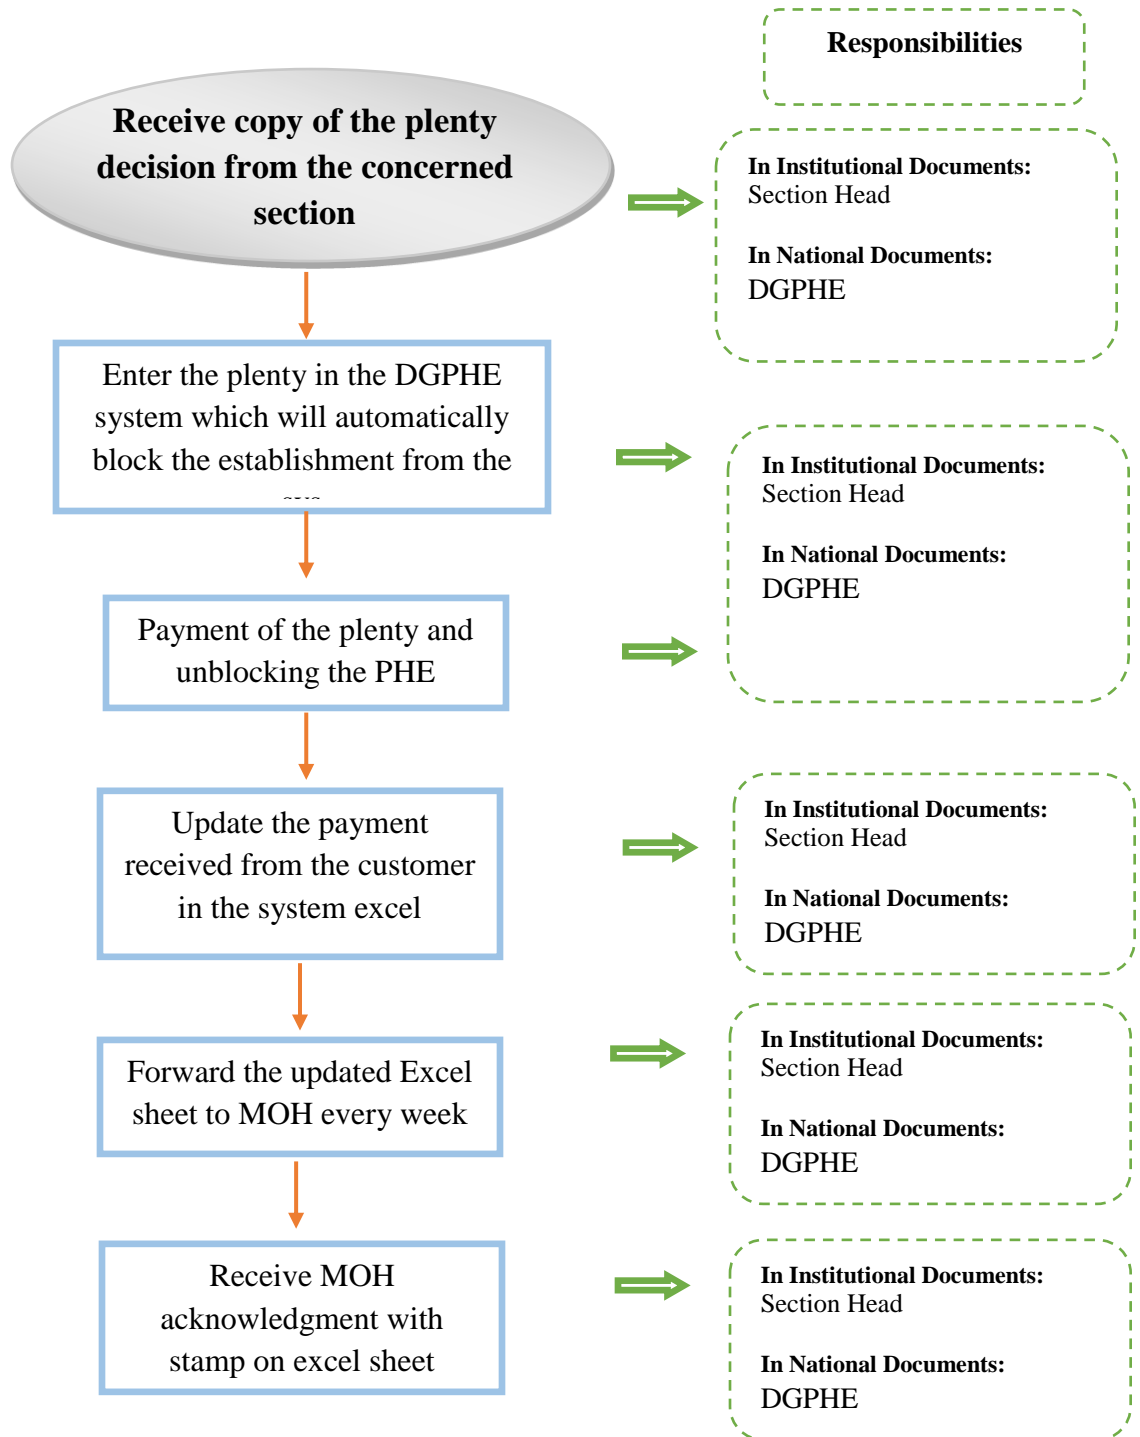 Responsibilities
Receive copy of the plenty
decision from the concerned
section
In Institutional Documents:
Section Head
In National Documents:
DGPHE
Enter the plenty in the DGPHE
system which will automatically
block the establishment from the
In Institutional Documents:
Section Head
In National Documents:
DGPHE
Payment of the plenty and
unblocking the PHE
Update the payment
received from the customer
in the system excel
In Institutional Documents:
Section Head
In National Documents:
DGPHE
Forward the updated Excel
sheet to MOH every week
In Institutional Documents:
Section Head
In National Documents:
DGPHE
Receive MOH
acknowledgment with
stamp on excel sheet
In Institutional Documents:
Section Head
In National Documents:
DGPHE